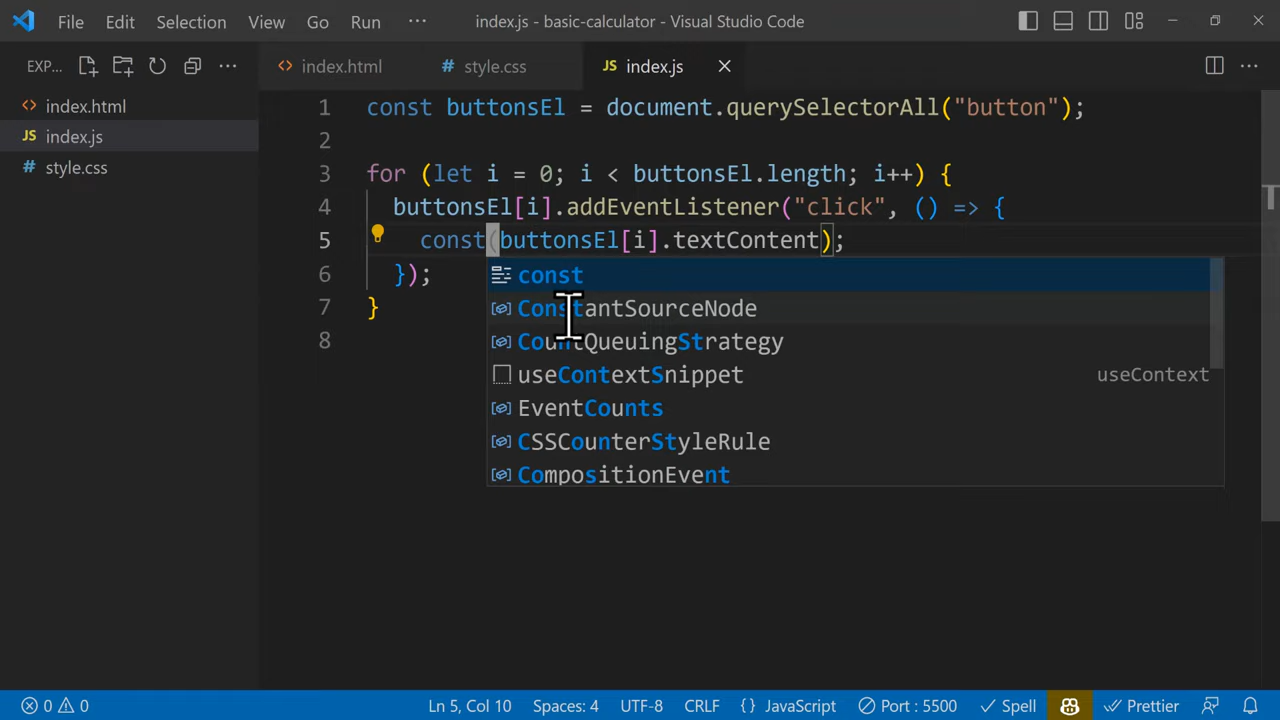 File Edit Selection View Go Run ··· index.js - basic-calculator - Visual Studio Code
EXP... ··· <> index.html # style.css JS index.js ···
<> index.html
JS index.js
# style.css
1 const buttonsEl = document.querySelectorAll("button");
2
3 for (let i = 0; i < buttonsEl.length; i++) {
4 buttonsEl[i].addEventListener("click", () => {
5 const(buttonsEl[i].textContent);
6 });
7 }
8
const
ConstantSourceNode
CountQueuingStrategy
useContextSnippet useContext
EventCounts
CSSCounterStyleRule
CompositionEvent
0 0 Ln 5, Col 10 Spaces: 4 UTF-8 CRLF {} JavaScript Port : 5500 Spell Prettier